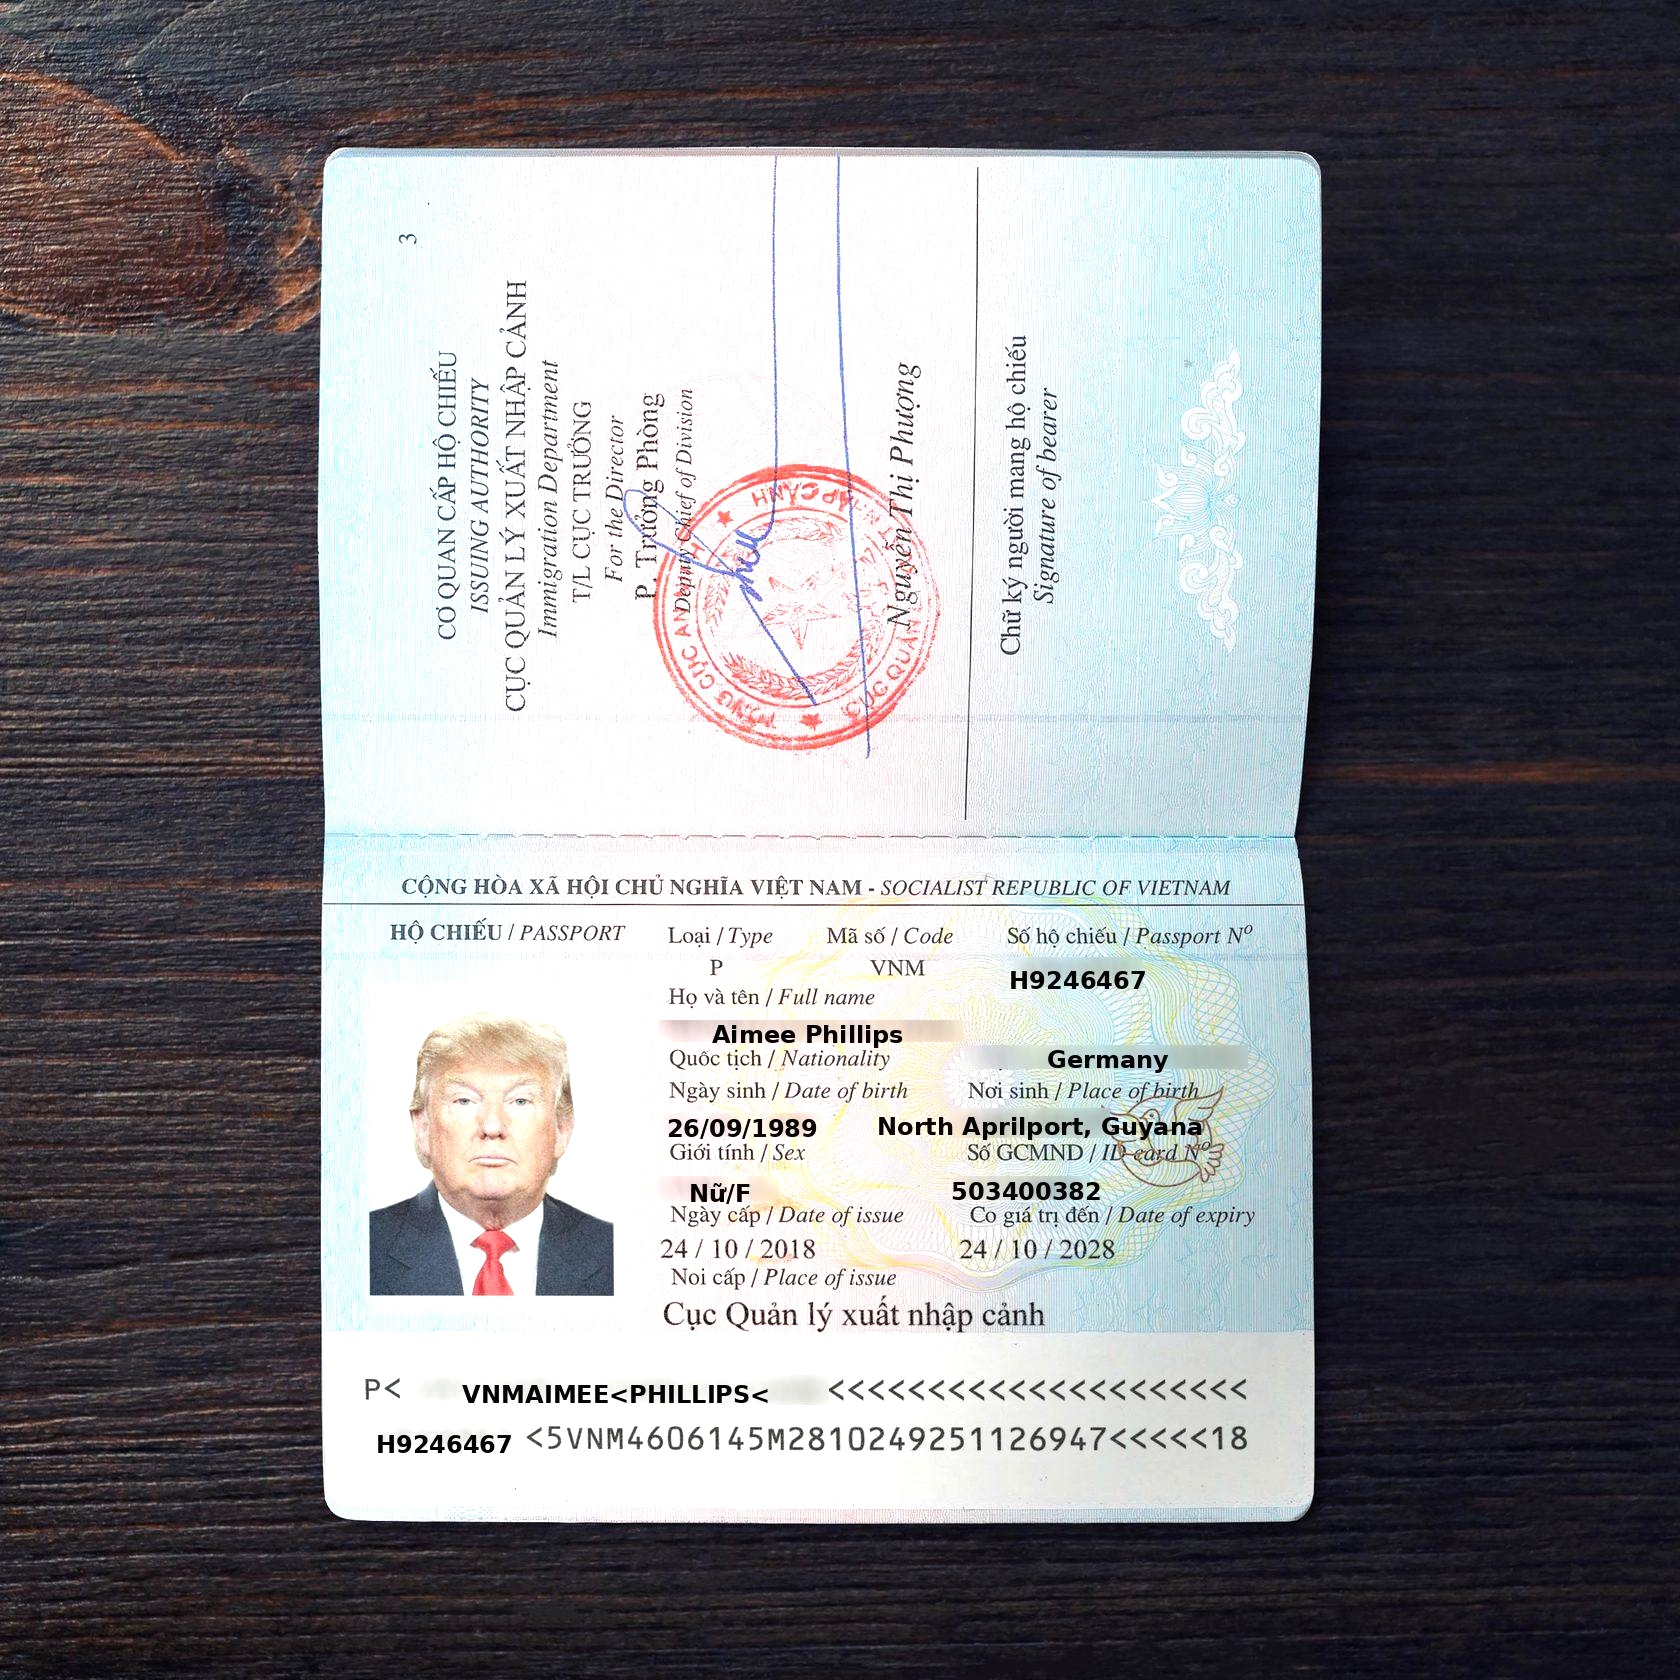 3
CƠ QUAN CẤP HỘ CHIẾU
ISSUING AUTHORITY
CỤC QUẢN LÝ XUẤT NHẬP CẢNH
Immigration Department
T/L CỤC TRƯỞNG
For the Director
P. Trưởng Phòng
Deputy Chief of Division
Nguyễn Thị Phượng
Chữ ký người mang hộ chiếu
Signature of bearer
CỘNG HÒA XÃ HỘI CHỦ NGHĨA VIỆT NAM - SOCIALIST REPUBLIC OF VIETNAM
HỘ CHIẾU / PASSPORT Loại / Type Mã số / Code Số hộ chiếu / Passport Nº
P VNM H9246467
Họ và tên / Full name
Aimee Phillips
Quốc tịch / Nationality Germany
Ngày sinh / Date of birth Nơi sinh / Place of birth
26/09/1989 North Aprilport, Guyana
Giới tính / Sex Số GCMND / ID card Nº
Nữ/F 503400382
Ngày cấp / Date of issue Co giá trị đến / Date of expiry
24 / 10 / 2018 24 / 10 / 2028
Noi cấp / Place of issue
Cục Quản lý xuất nhập cảnh
P< VNMAIMEE<PHILLIPS< <<<<<<<<<<<<<<<<<<<<<
H9246467 <5VNM4606145M2810249251126947<<<<<18